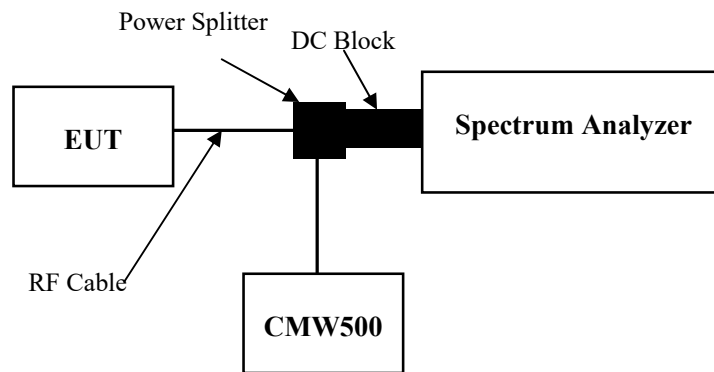 Power Splitter
DC Block
EUT
Spectrum Analyzer
RF Cable
CMW500